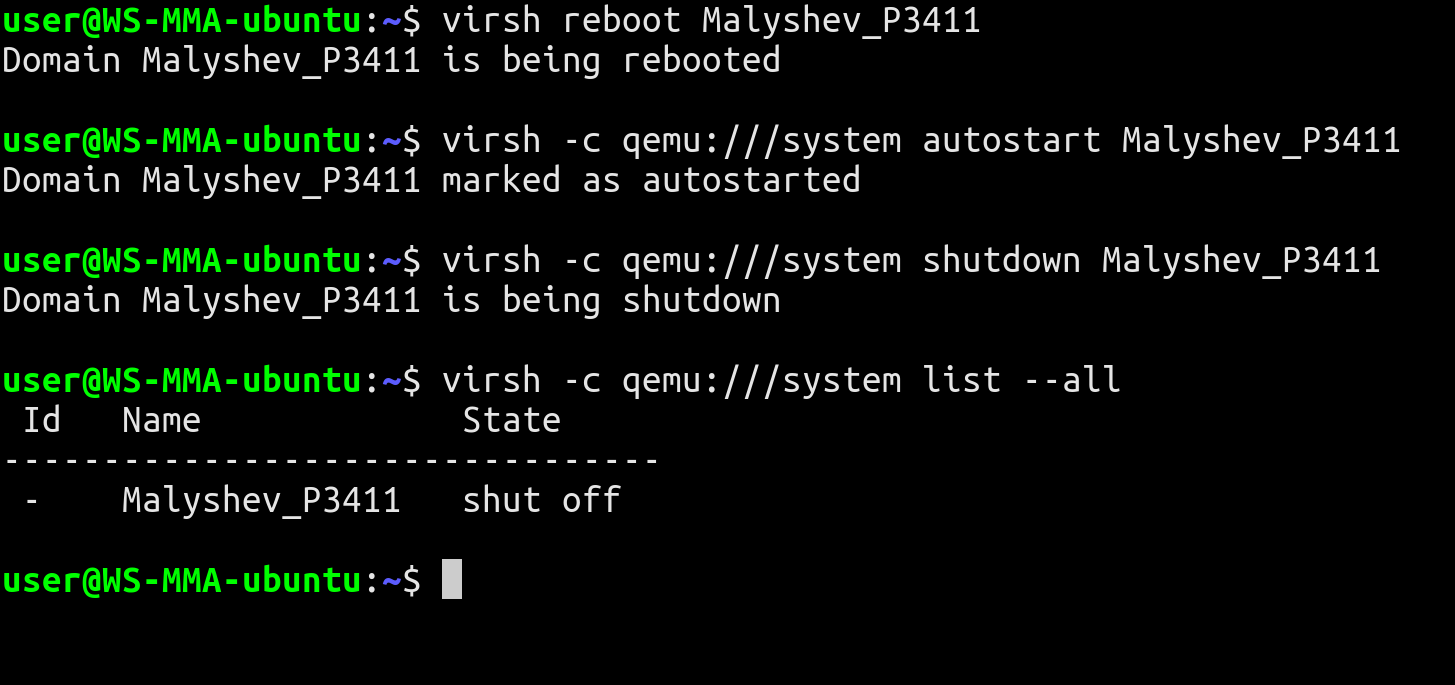 user@WS-MMA-ubuntu:~$ virsh reboot Malyshev_P3411
Domain Malyshev_P3411 is being rebooted
user@WS-MMA-ubuntu:~$ virsh -c qemu:///system autostart Malyshev_P3411
Domain Malyshev_P3411 marked as autostarted
user@WS-MMA-ubuntu:~$ virsh -c qemu:///system shutdown Malyshev_P3411
Domain Malyshev_P3411 is being shutdown
user@WS-MMA-ubuntu:~$ virsh -c qemu:///system list --all
 Id   Name             State
---------------------------------
 -    Malyshev_P3411   shut off
user@WS-MMA-ubuntu:~$